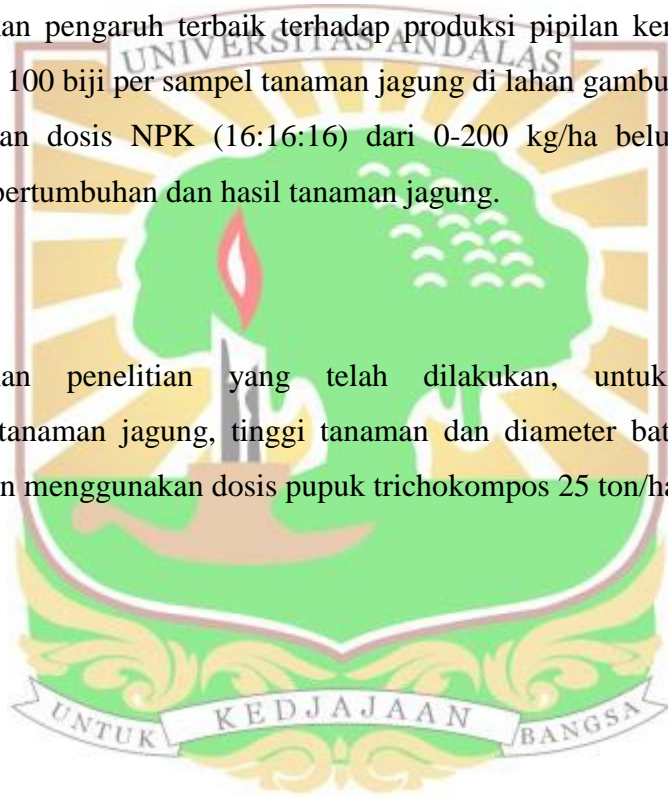 kan pengaruh terbaik terhadap produksi pipilan ker
UNIVERSITAS ANDALAS
100 biji per sampel tanaman jagung di lahan gambu
an dosis NPK (16:16:16) dari 0-200 kg/ha belu
pertumbuhan dan hasil tanaman jagung.
an penelitian yang telah dilakukan, untuk
tanaman jagung, tinggi tanaman dan diameter bat
n menggunakan dosis pupuk trichokompos 25 ton/ha
UNTUK KEDJAJAAN BANGSA